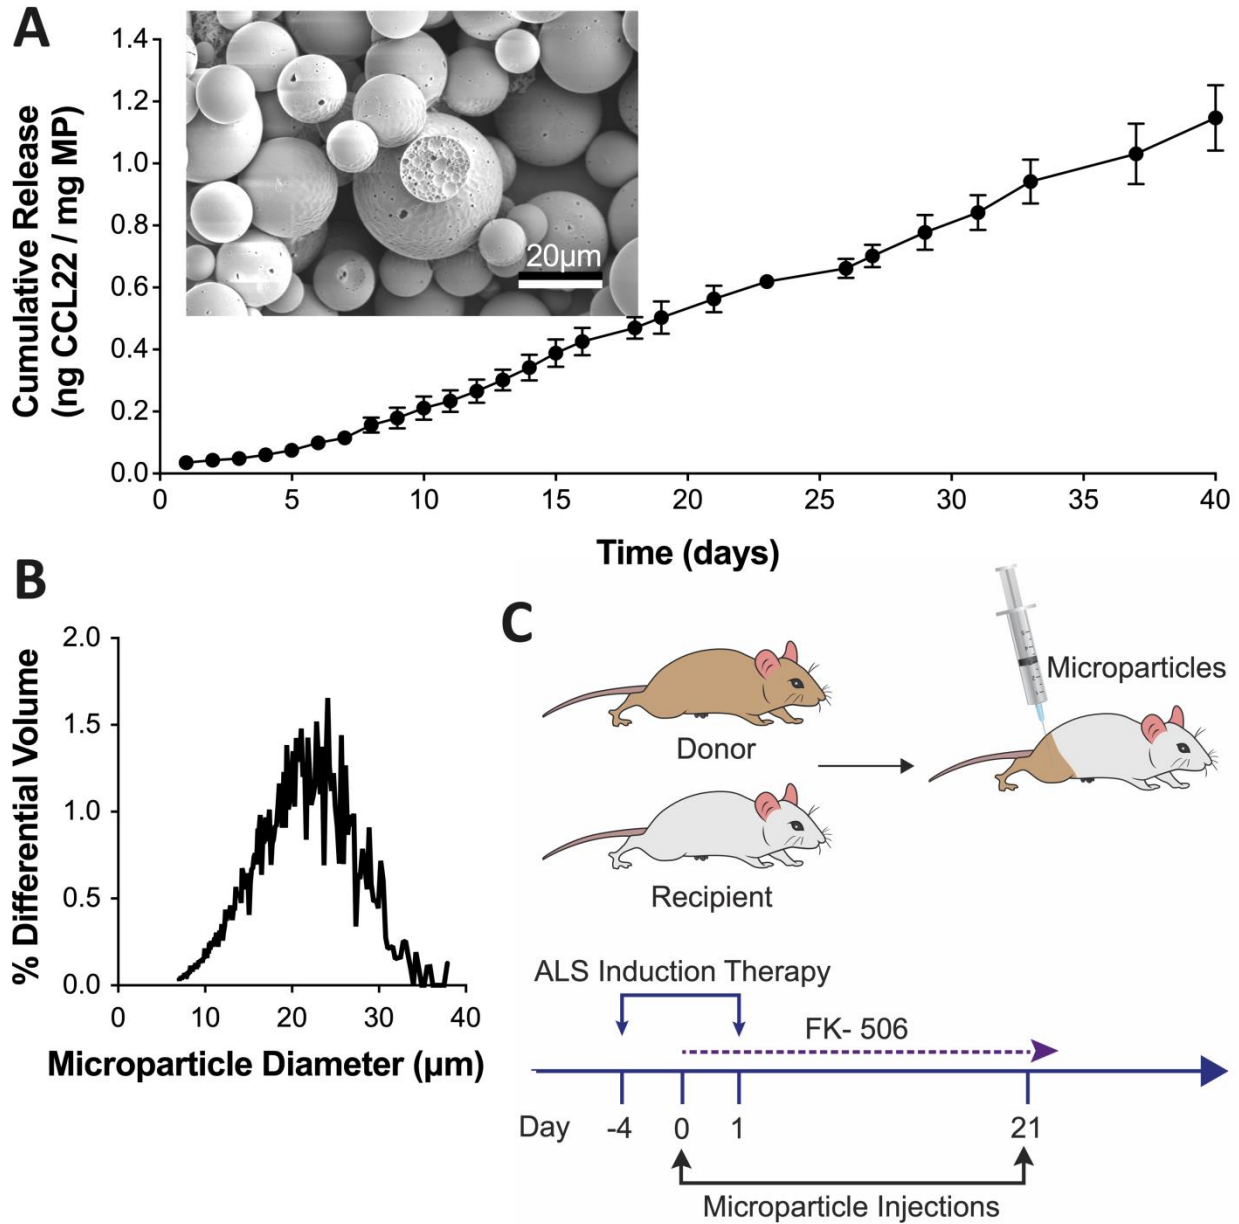 A
Cumulative Release
(ng CCL22 / mg MP)
1.4
1.2
1.0
0.8
0.6
0.4
0.2
0.0
20µm
0 5 10 15 20 25 30 35 40
Time (days)
B
% Differential Volume
2.0
1.5
1.0
0.5
0.0
0 10 20 30 40
Microparticle Diameter (µm)
C
Donor
Recipient
Microparticles
ALS Induction Therapy
FK- 506
Day -4 0 1 21
Microparticle Injections